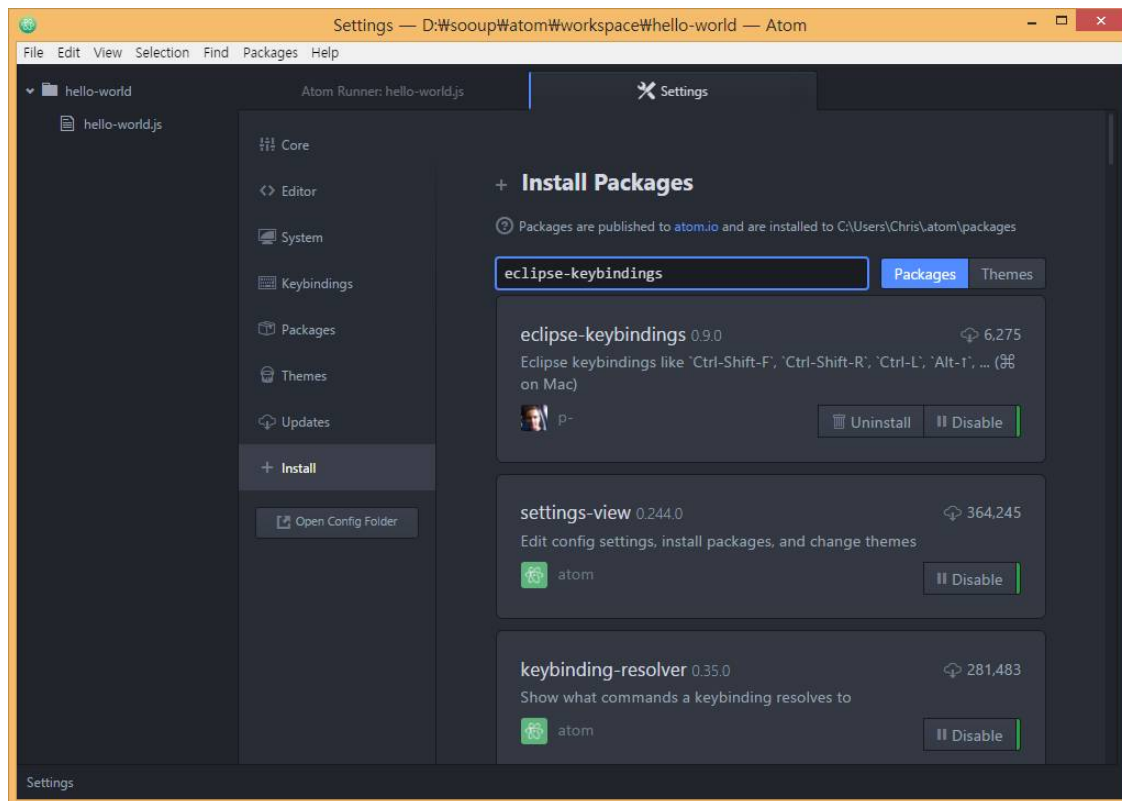 Settings — D:₩sooup₩atom₩workspace₩hello-world — Atom
File Edit View Selection Find Packages Help
hello-world
hello-world.js
Atom Runner: hello-world.js
Settings
Core
Editor
System
Keybindings
Packages
Themes
Updates
+ Install
Open Config Folder
+ Install Packages
? Packages are published to atom.io and are installed to C:\Users\Chris\.atom\packages
eclipse-keybindings
Packages Themes
eclipse-keybindings 0.9.0 6,275
Eclipse keybindings like `Ctrl-Shift-F`, `Ctrl-Shift-R`, `Ctrl-L`, `Alt-↑`, ... (⌘
on Mac)
p- Uninstall Disable
settings-view 0.244.0 364,245
Edit config settings, install packages, and change themes
atom Disable
keybinding-resolver 0.35.0 281,483
Show what commands a keybinding resolves to
atom Disable
Settings